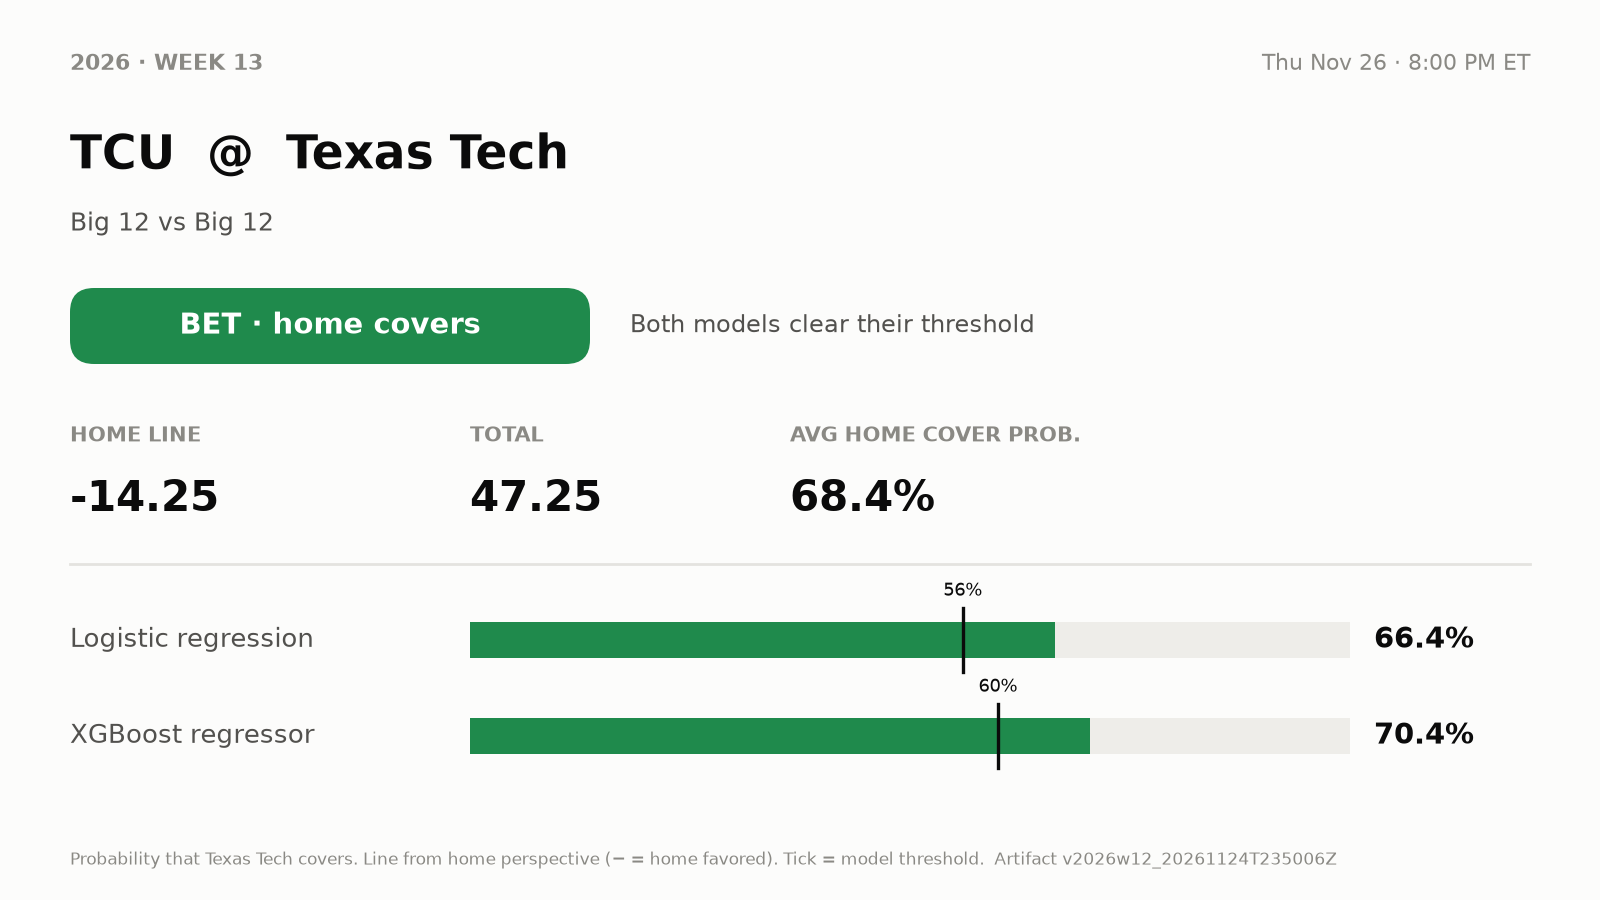 2026 · WEEK 13
Thu Nov 26 · 8:00 PM ET
TCU @ Texas Tech
Big 12 vs Big 12
BET · home covers
Both models clear their threshold
HOME LINE
TOTAL
AVG HOME COVER PROB.
-14.25
47.25
68.4%
56%
Logistic regression
66.4%
60%
XGBoost regressor
70.4%
Probability that Texas Tech covers. Line from home perspective (− = home favored). Tick = model threshold.  Artifact v2026w12_20261124T235006Z